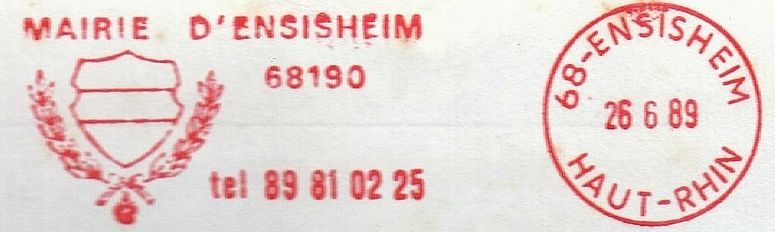 MAIRIE D'ENSISHEIM
68190
tel 89 81 02 25
68-ENSISHEIM
26 6 89
HAUT-RHIN